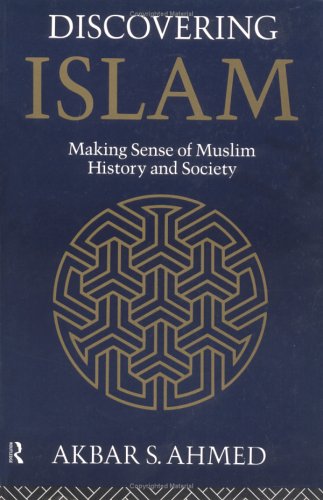 DISCOVERING
ISLAM
Making Sense of Muslim
History and Society
AKBAR S. AHMED